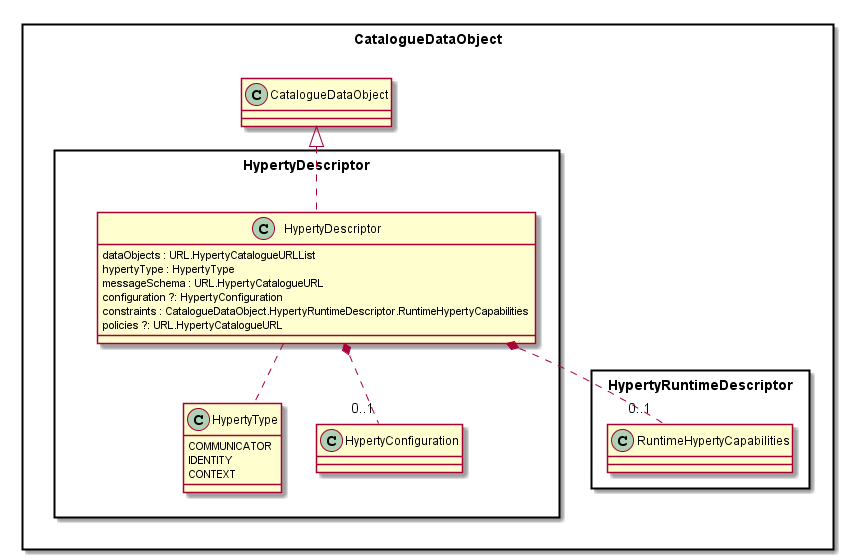 CatalogueDataObject
C CatalogueDataObject
HypertyDescriptor
C HypertyDescriptor
dataObjects : URL.HypertyCatalogueURLList
hypertyType : HypertyType
messageSchema : URL.HypertyCatalogueURL
configuration ?: HypertyConfiguration
constraints : CatalogueDataObject.HypertyRuntimeDescriptor.RuntimeHypertyCapabilities
policies ?: URL.HypertyCatalogueURL
HypertyRuntimeDescriptor
0..1
0..1
C HypertyType
COMMUNICATOR
IDENTITY
CONTEXT
C HypertyConfiguration
C RuntimeHypertyCapabilities